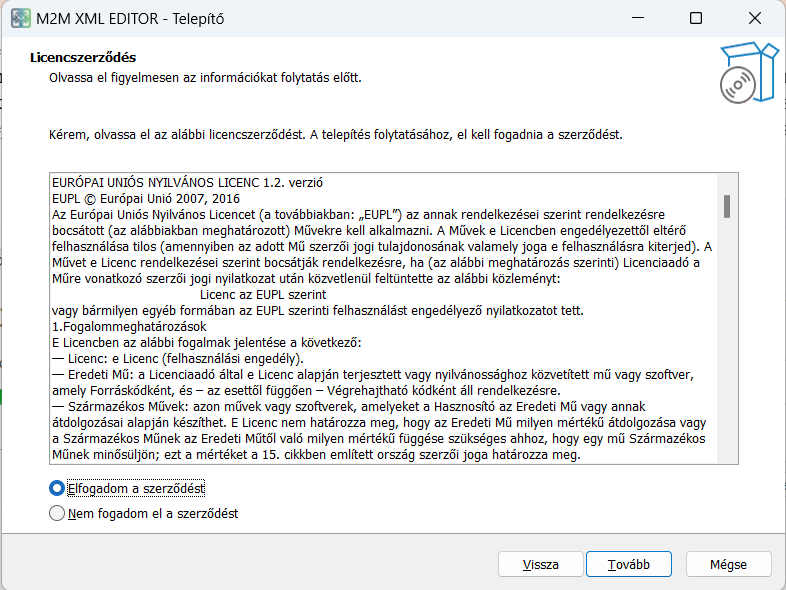 M2M XML EDITOR - Telepítő
Licencszerződés
Olvassa el figyelmesen az információkat folytatás előtt.
Kérem, olvassa el az alábbi licencszerződést. A telepítés folytatásához, el kell fogadnia a szerződést.
EURÓPAI UNIÓS NYILVÁNOS LICENC 1.2. verzió
EUPL © Európai Unió 2007, 2016
Az Európai Uniós Nyilvános Licencet (a továbbiakban: „EUPL”) az annak rendelkezései szerint rendelkezésre
bocsátott (az alábbiakban meghatározott) Művekre kell alkalmazni. A Művek e Licencben engedélyezettől eltérő
felhasználása tilos (amennyiben az adott Mű szerzői jogi tulajdonosának valamely joga e felhasználásra kiterjed). A
Művet e Licenc rendelkezései szerint bocsátják rendelkezésre, ha (az alábbi meghatározás szerinti) Licenciaadó a
Műre vonatkozó szerzői jogi nyilatkozat után közvetlenül feltüntette az alábbi közleményt:
Licenc az EUPL szerint
vagy bármilyen egyéb formában az EUPL szerinti felhasználást engedélyező nyilatkozatot tett.
1.Fogalommeghatározások
E Licencben az alábbi fogalmak jelentése a következő:
— Licenc: e Licenc (felhasználási engedély).
— Eredeti Mű: a Licenciaadó által e Licenc alapján terjesztett vagy nyilvánossághoz közvetített mű vagy szoftver,
amely Forráskódként, és – az esettől függően – Végrehajtható kódként áll rendelkezésre.
— Származékos Művek: azon művek vagy szoftverek, amelyeket a Hasznosító az Eredeti Mű vagy annak
átdolgozásai alapján készíthet. E Licenc nem határozza meg, hogy az Eredeti Mű milyen mértékű átdolgozása vagy
a Származékos Műnek az Eredeti Műtől való milyen mértékű függése szükséges ahhoz, hogy egy mű Származékos
Műnek minősüljön; ezt a mértéket a 15. cikkben említett ország szerzői joga határozza meg.
Elfogadom a szerződést
Nem fogadom el a szerződést
Vissza
Tovább
Mégse